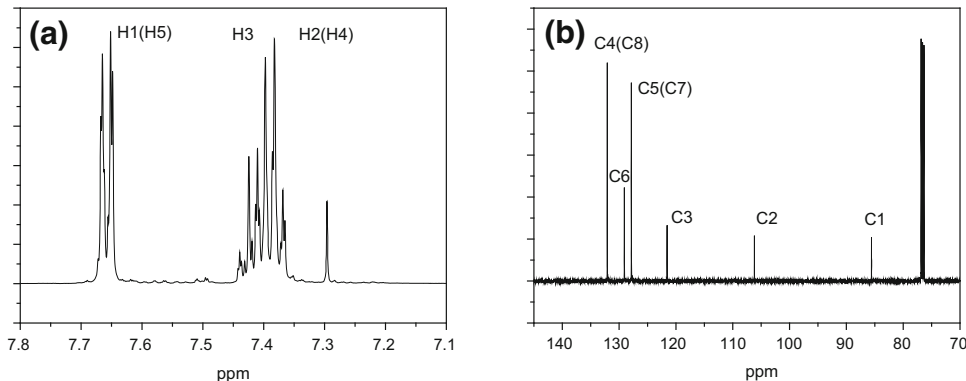 (a)
H1(H5)
H3
H2(H4)
7.8 7.7 7.6 7.5 7.4 7.3 7.2 7.1
ppm
(b)
C4(C8)
C5(C7)
C6
C3
C2
C1
140 130 120 110 100 90 80 70
ppm